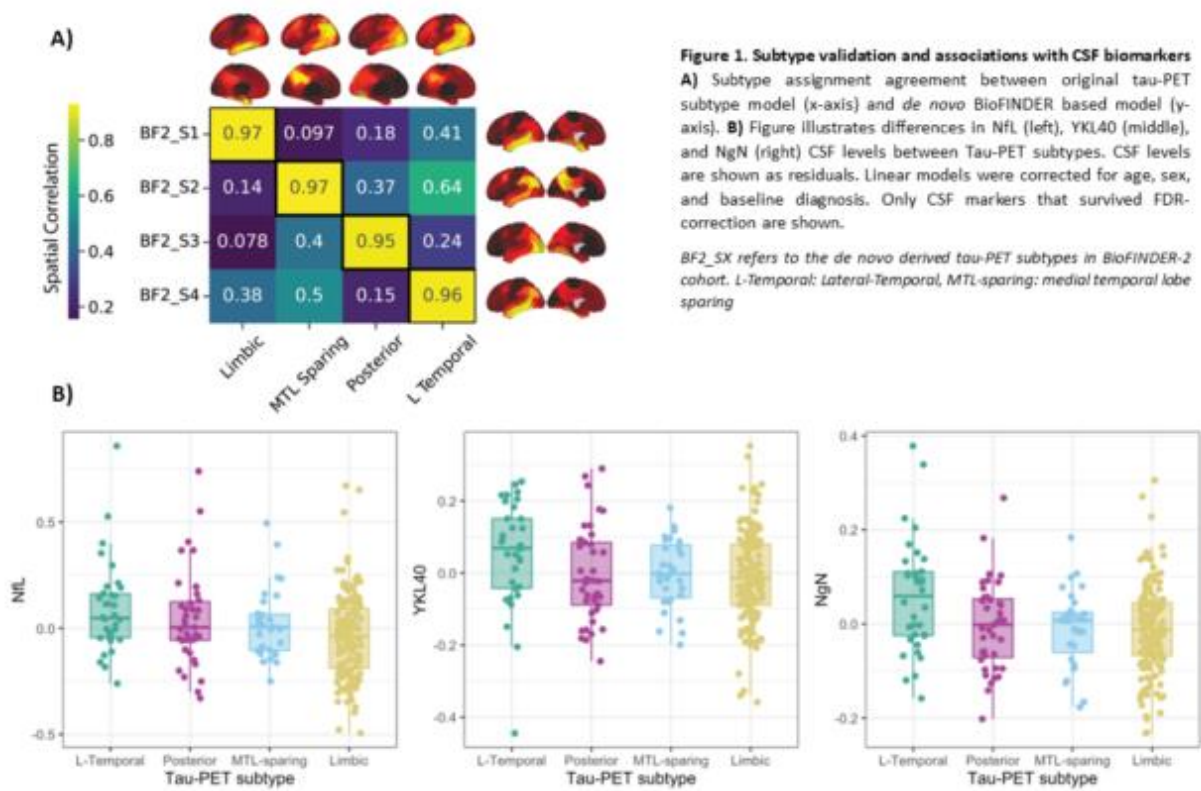 A)
Spatial Correlation
0.8
0.6
0.4
0.2
BF2_S1
0.97 0.097 0.18 0.41
BF2_S2
0.14 0.97 0.37 0.64
BF2_S3
0.078 0.4 0.95 0.24
BF2_S4
0.38 0.5 0.15 0.96
Limbic
MTL Sparing
Posterior
L Temporal
Figure 1. Subtype validation and associations with CSF biomarkers
A) Subtype assignment agreement between original tau-PET
subtype model (x-axis) and de novo BioFINDER based model (y-
axis). B) Figure illustrates differences in NfL (left), YKL40 (middle),
and NgN (right) CSF levels between Tau-PET subtypes. CSF levels
are shown as residuals. Linear models were corrected for age, sex,
and baseline diagnosis. Only CSF markers that survived FDR-
correction are shown.
BF2_SX refers to the de novo derived tau-PET subtypes in BioFINDER-2
cohort. L-Temporal: Lateral-Temporal, MTL-sparing: medial temporal lobe
sparing
B)
NfL
0.5
0.0
-0.5
L-Temporal Posterior MTL-sparing Limbic
Tau-PET subtype
YKL40
0.2
0.0
-0.2
-0.4
L-Temporal Posterior MTL-sparing Limbic
Tau-PET subtype
NgN
0.4
0.2
0.0
-0.2
L-Temporal Posterior MTL-sparing Limbic
Tau-PET subtype